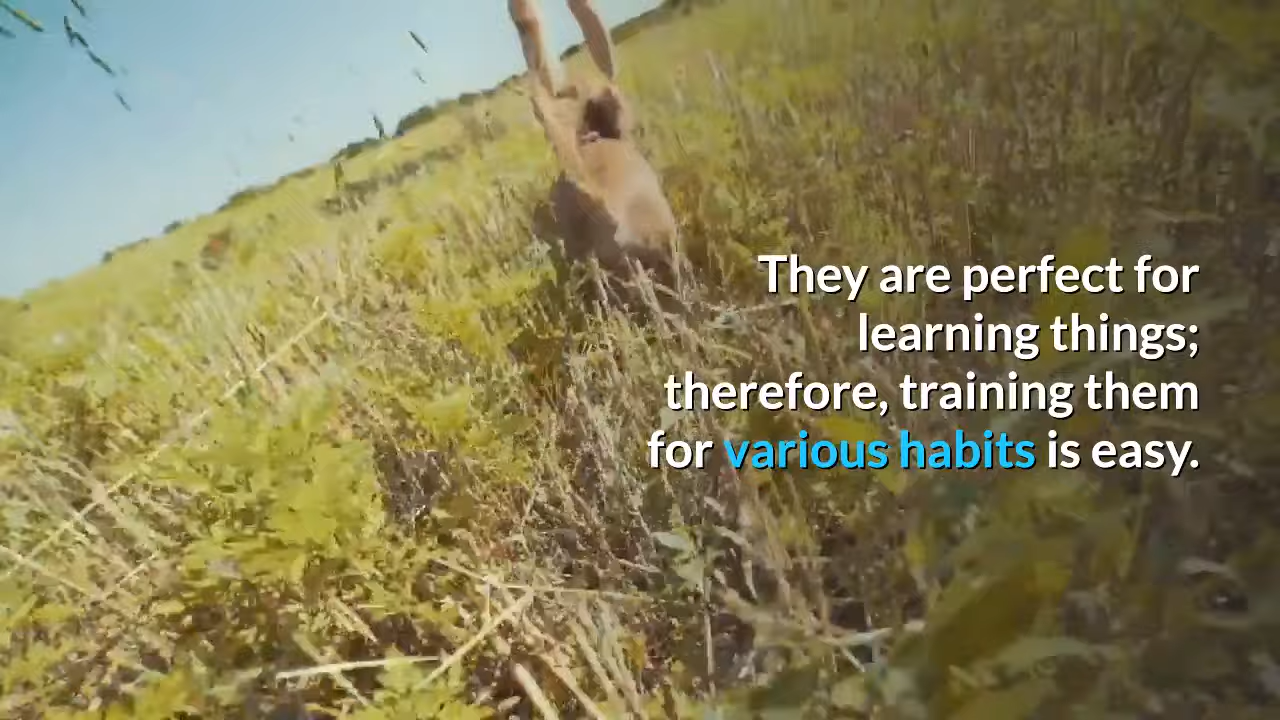 They are perfect for
learning things;
therefore, training them
for various habits is easy.